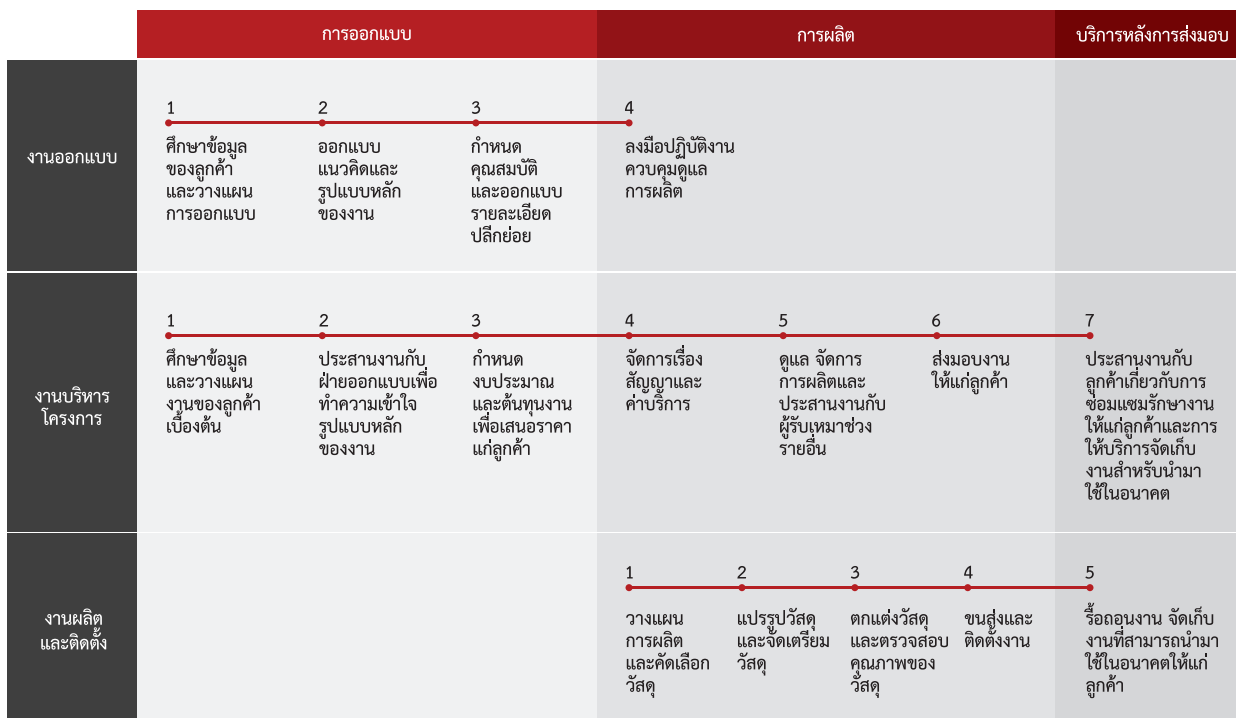 การออกแบบ
การผลิต
บริการหลังการส่งมอบ
งานออกแบบ
1
ศึกษาข้อมูล
ของลูกค้า
และวางแผน
การออกแบบ
2
ออกแบบ
แนวคิดและ
รูปแบบหลัก
ของงาน
3
กำหนด
คุณสมบัติ
และออกแบบ
รายละเอียด
ปลีกย่อย
4
ลงมือปฏิบัติงาน
ควบคุมดูแล
การผลิต
งานบริหาร
โครงการ
1
ศึกษาข้อมูล
และวางแผน
งานของลูกค้า
เบื้องต้น
2
ประสานงานกับ
ฝ่ายออกแบบเพื่อ
ทำความเข้าใจ
รูปแบบหลัก
ของงาน
3
กำหนด
งบประมาณ
และต้นทุนงาน
เพื่อเสนอราคา
แก่ลูกค้า
4
จัดการเรื่อง
สัญญาและ
ค่าบริการ
5
ดูแล จัดการ
การผลิตและ
ประสานงานกับ
ผู้รับเหมาช่วง
รายอื่น
6
ส่งมอบงาน
ให้แก่ลูกค้า
7
ประสานงานกับ
ลูกค้าเกี่ยวกับการ
ซ่อมแซมรักษางาน
ให้แก่ลูกค้าและการ
ให้บริการจัดเก็บ
งานสำหรับนำมา
ใช้ในอนาคต
งานผลิต
และติดตั้ง
1
วางแผน
การผลิต
และคัดเลือก
วัสดุ
2
แปรรูปวัสดุ
และจัดเตรียม
วัสดุ
3
ตกแต่งวัสดุ
และตรวจสอบ
คุณภาพของ
วัสดุ
4
ขนส่งและ
ติดตั้งงาน
5
รื้อถอนงาน จัดเก็บ
งานที่สามารถนำมา
ใช้ในอนาคตให้แก่
ลูกค้า